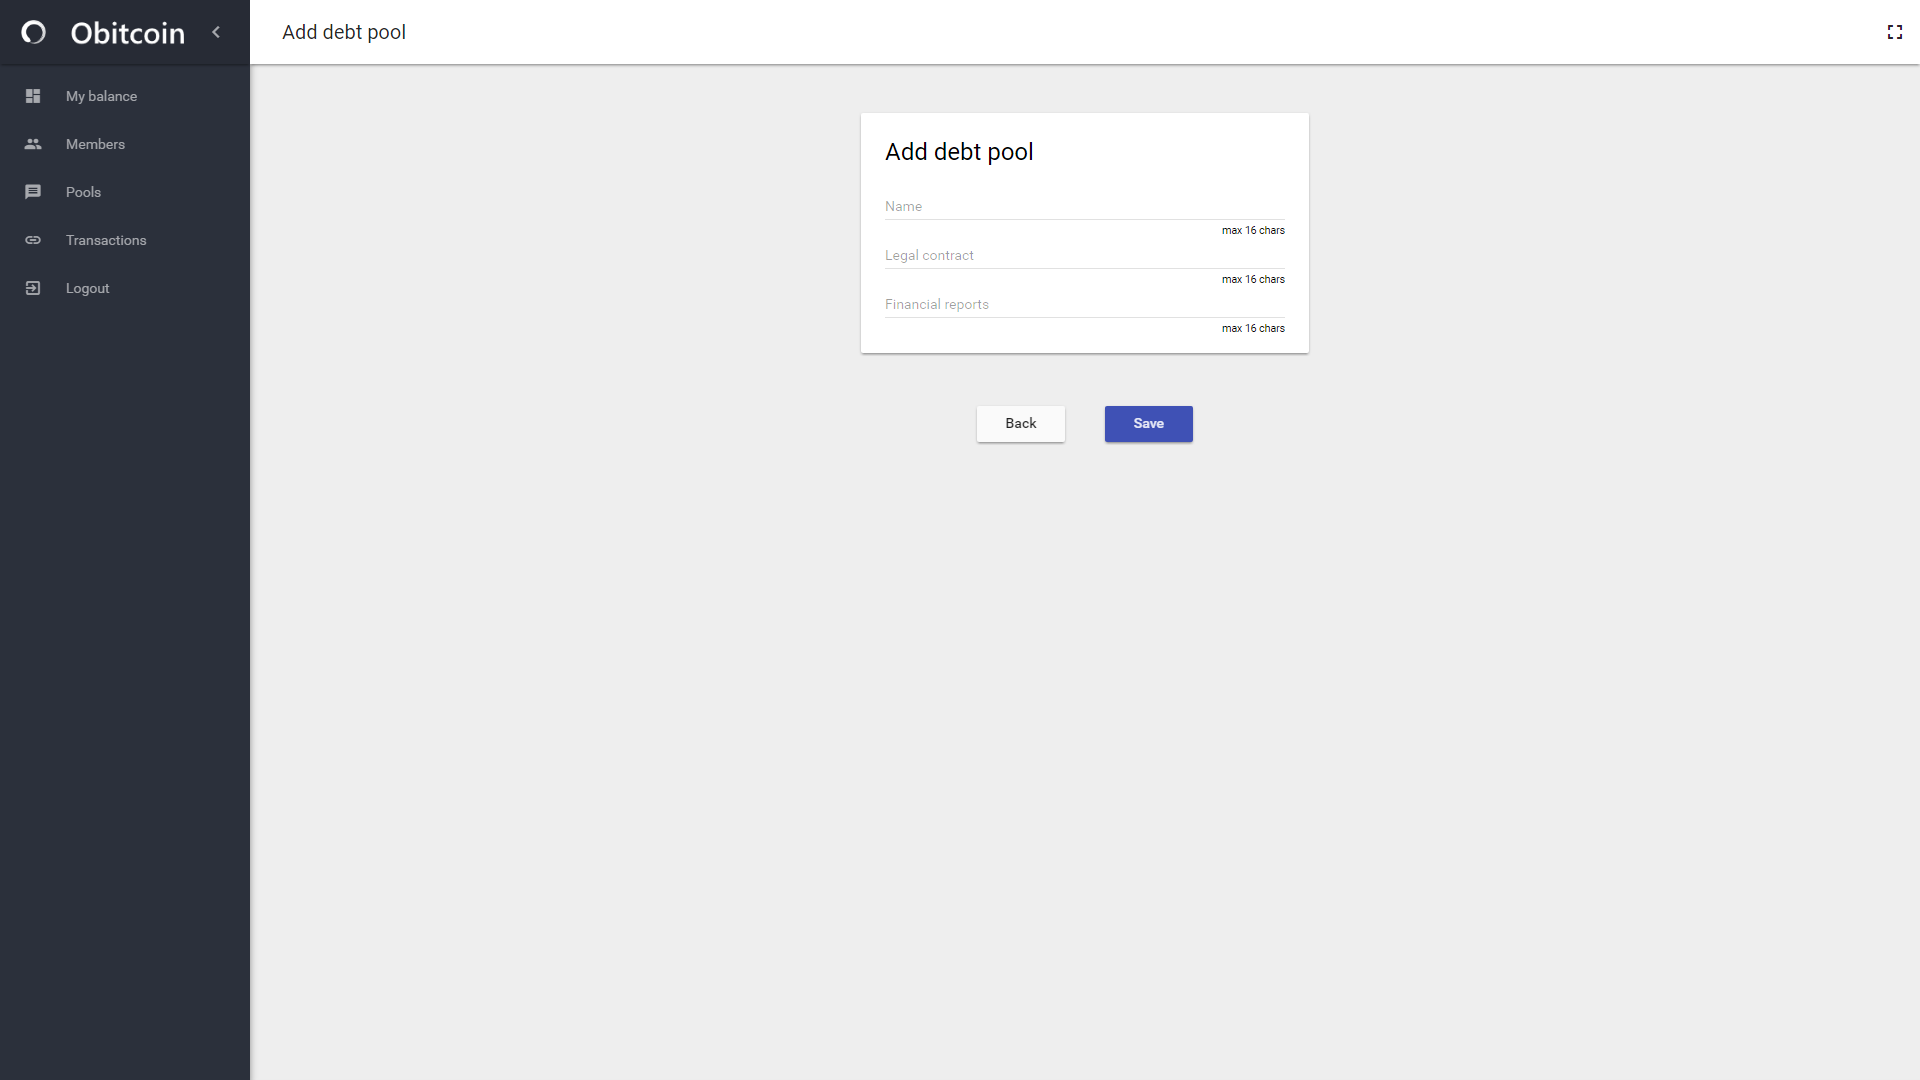 Obitcoin
Add debt pool
My balance
Members
Pools
Transactions
Logout
Add debt pool
Name
max 16 chars
Legal contract
max 16 chars
Financial reports
max 16 chars
Back
Save